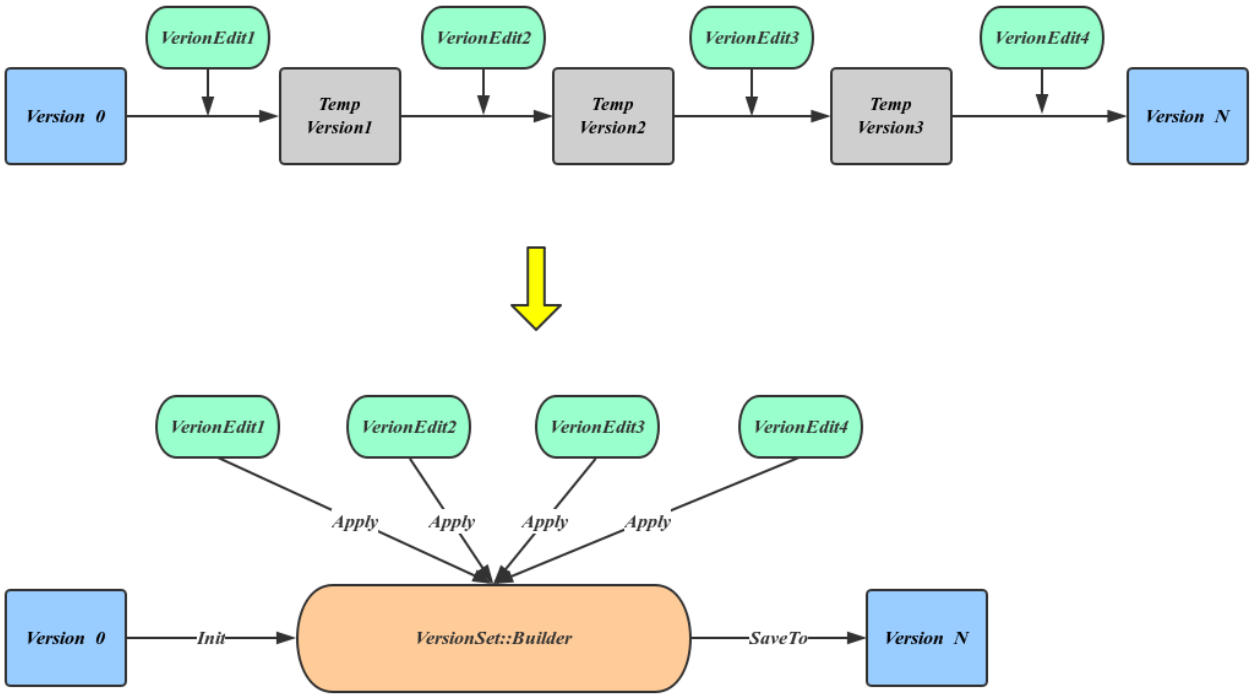 VerionEdit1
VerionEdit2
VerionEdit3
VerionEdit4
Version 0
Temp
Version1
Temp
Version2
Temp
Version3
Version N
VerionEdit1
VerionEdit2
VerionEdit3
VerionEdit4
Apply
Apply
Apply
Apply
Version 0
Init
VersionSet::Builder
SaveTo
Version N